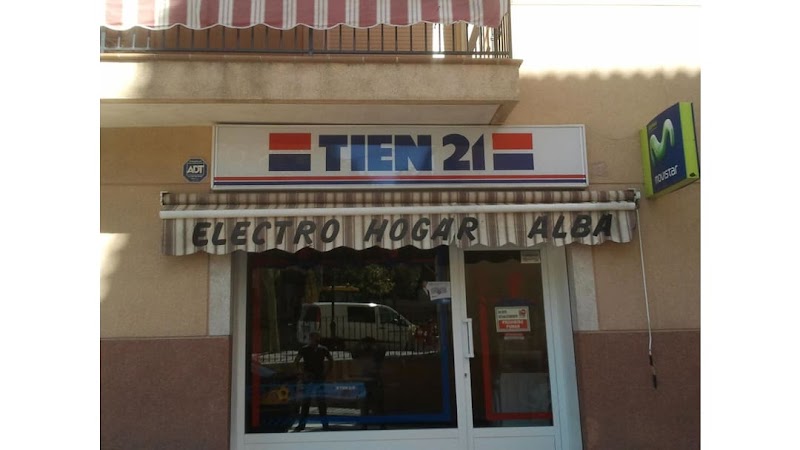 TIEN 21
ADT
movistar
ELECTRO HOGAR ALBA